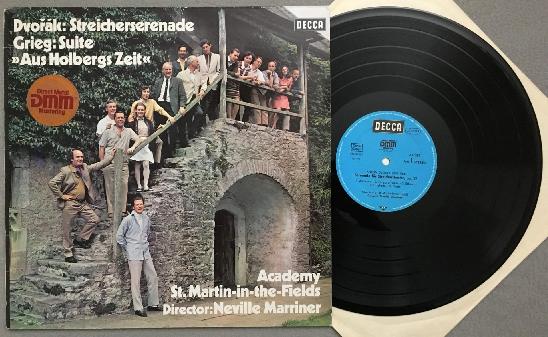 Dvořák: Streicherserenade
Grieg: Suite
»Aus Holbergs Zeit«
DECCA
Direct Metal
DMM
Mastering
Academy
St. Martin-in-the-Fields
Director: Neville Marriner
DECCA
DMM